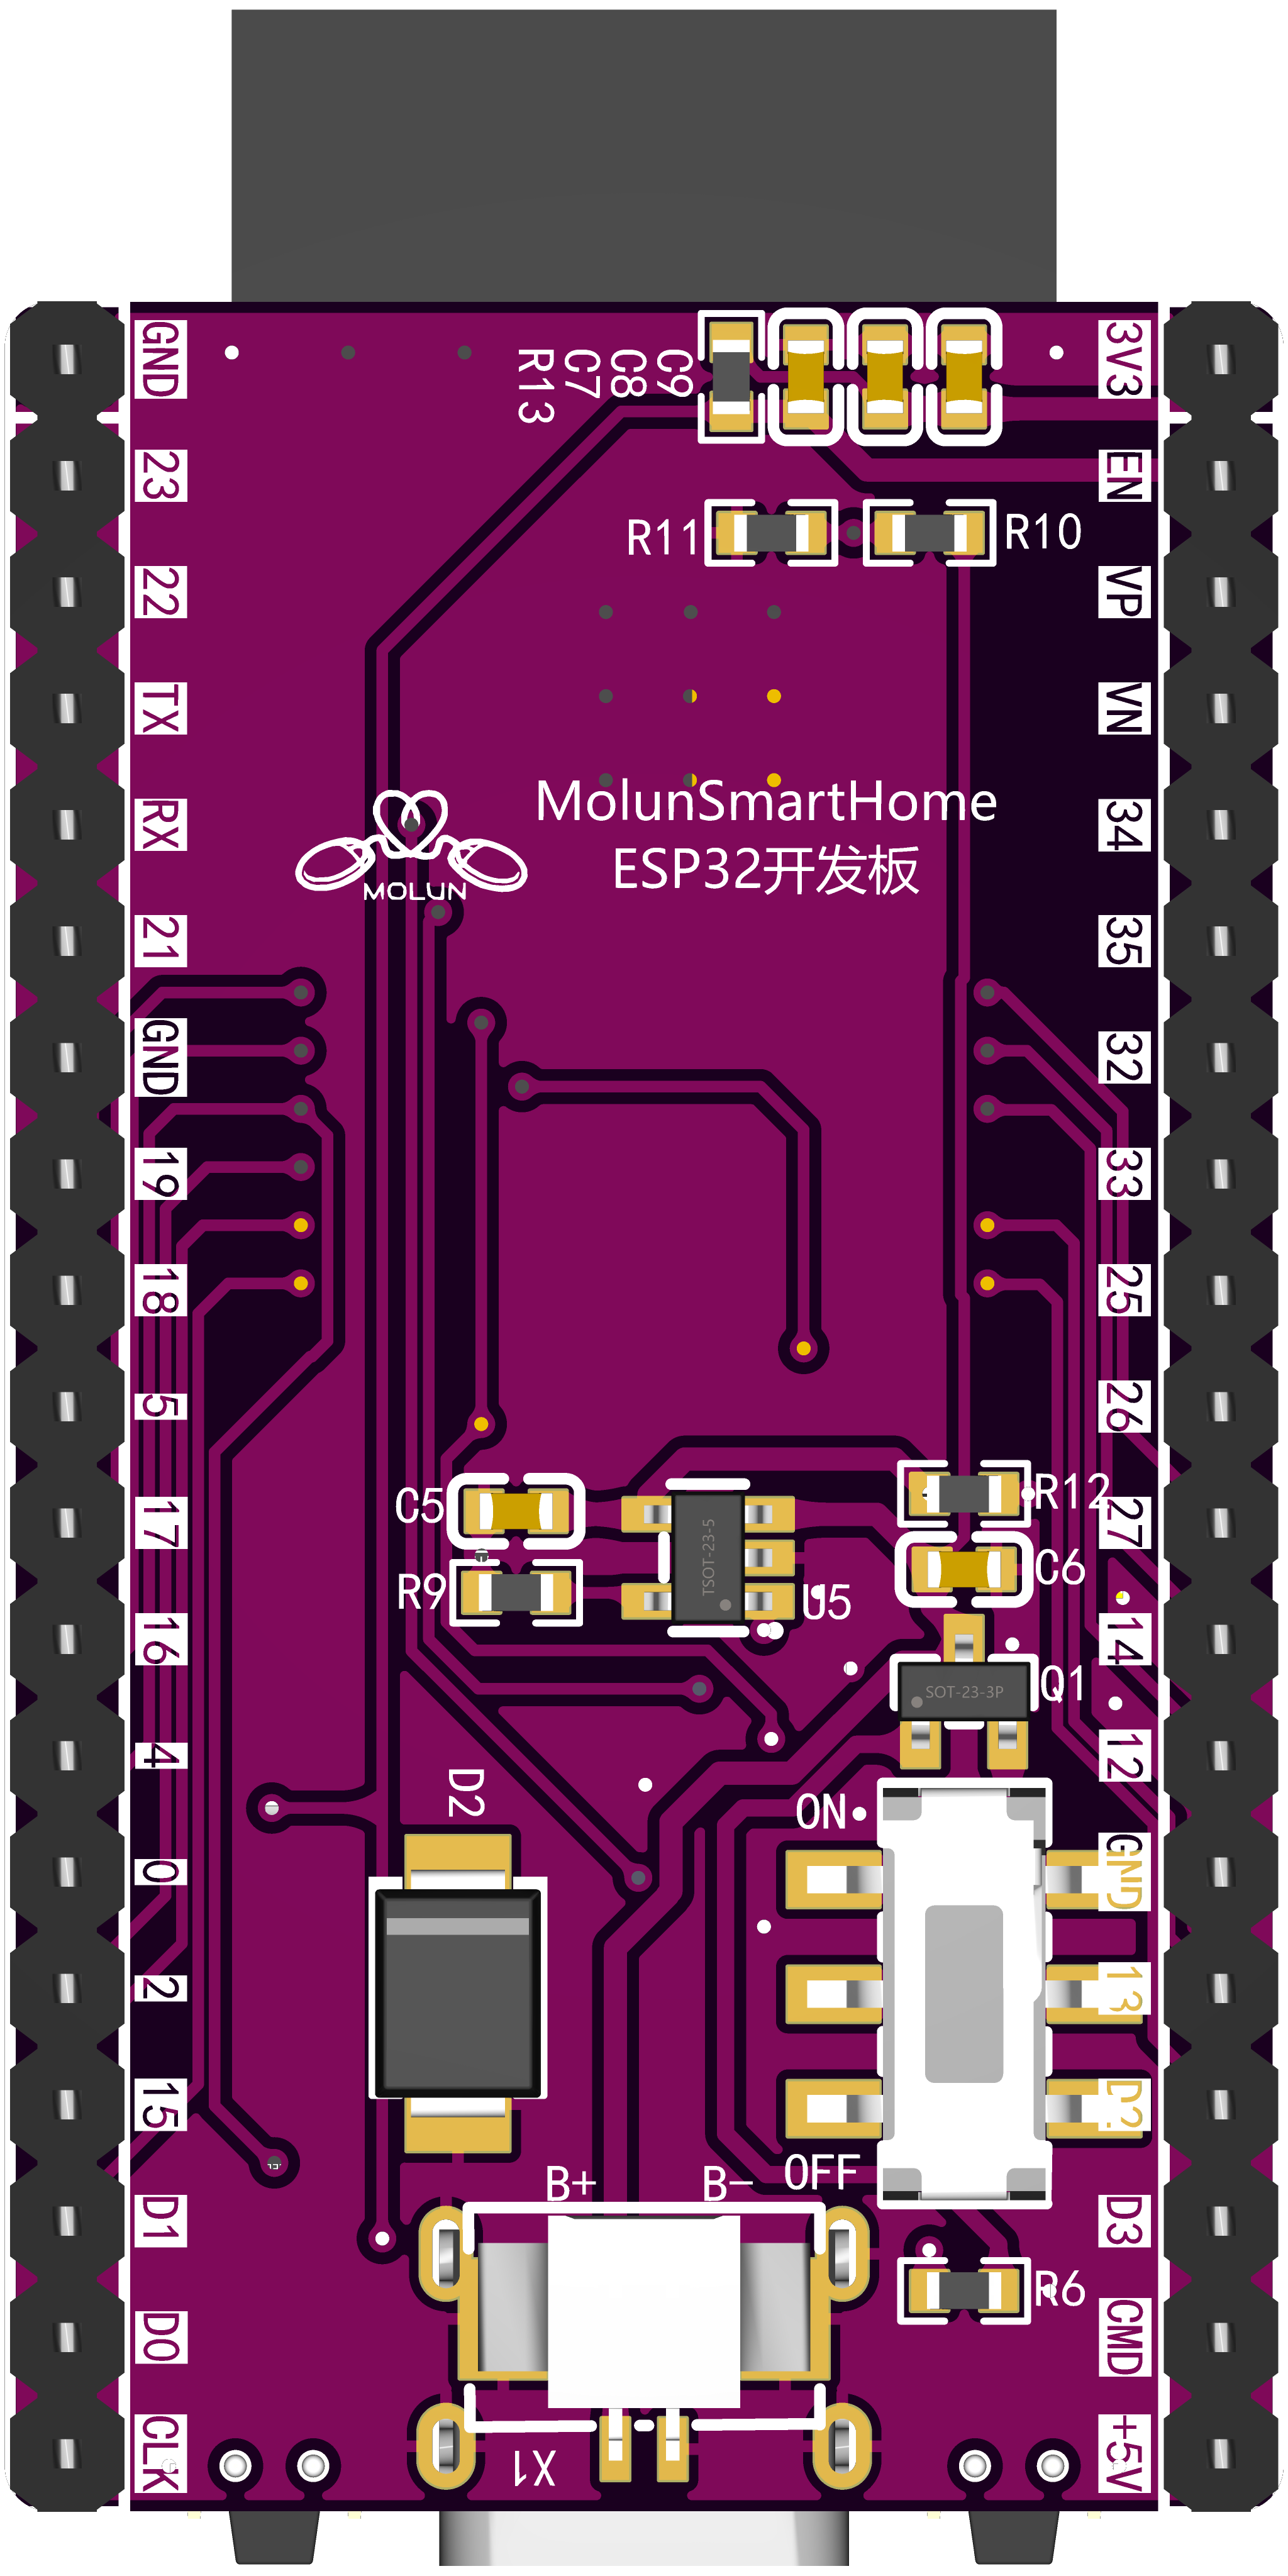 GND
23
22
TX
RX
21
GND
19
18
5
17
16
4
0
2
15
D1
D0
CLK
R13
C7
C8
C9
R11
R10
MolunSmartHome
ESP32开发板
MOLUN
C5
R9
TSOT-23-5
U5
R12
C6
Q1
SOT-23-3P
D2
ON
OFF
B+
B-
X1
R6
3V3
EN
VP
VN
34
35
32
33
25
26
27
14
12
GND
13
D2
D3
CMD
+5V